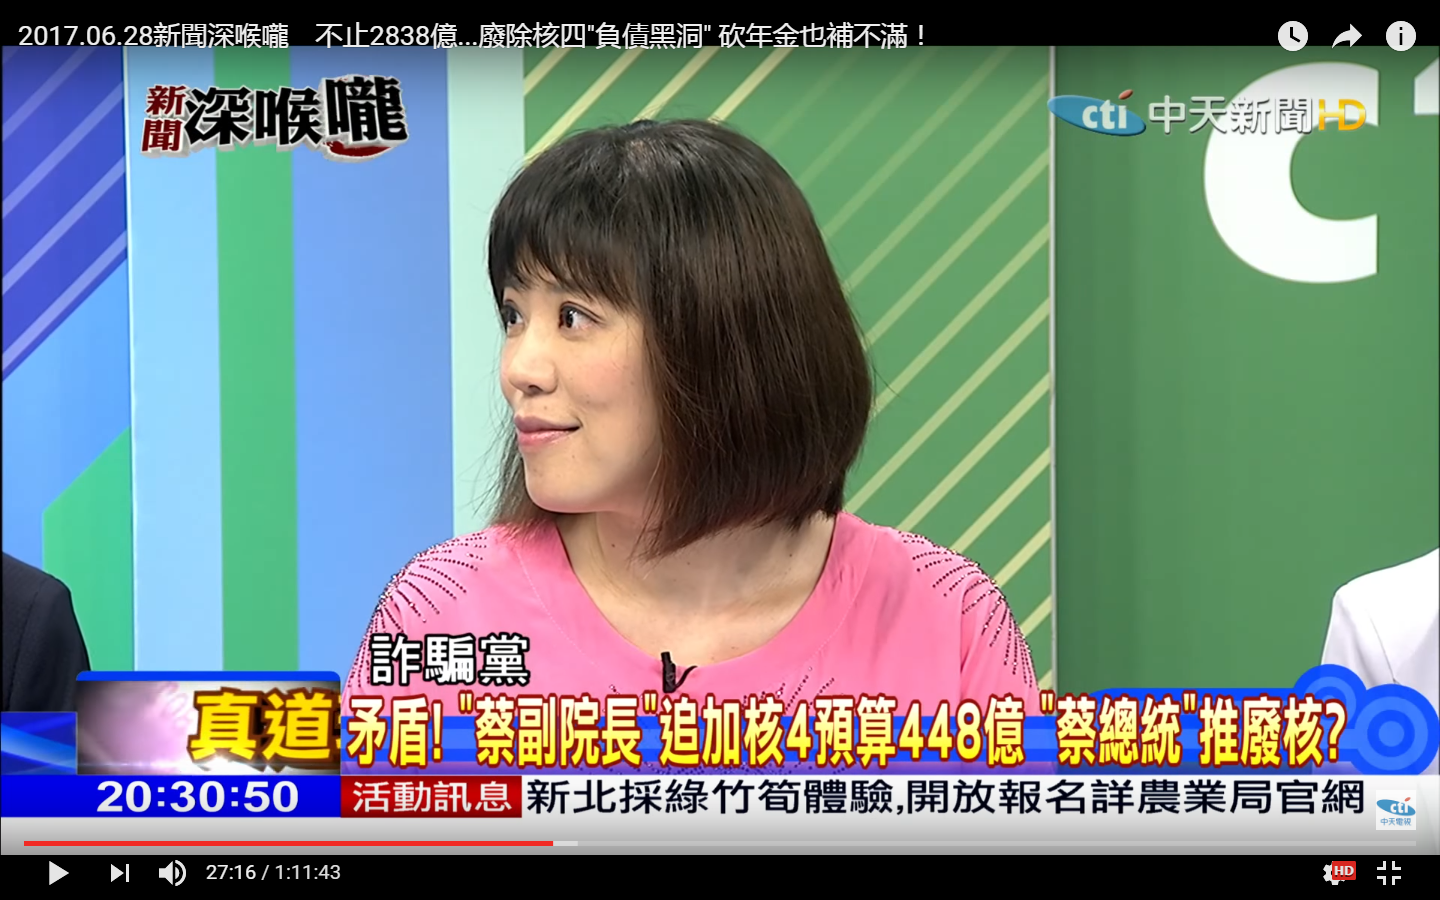 2017.06.28新聞深喉嚨　不止2838億...廢除核四"負債黑洞" 砍年金也補不滿！
新聞深喉嚨
cti 中天新聞HD
詐騙黨
真道
矛盾! "蔡副院長"追加核4預算448億 "蔡總統"推廢核?
20:30:50 活動訊息 新北採綠竹筍體驗,開放報名詳農業局官網
cti
中天電視
27:16 / 1:11:43
HD